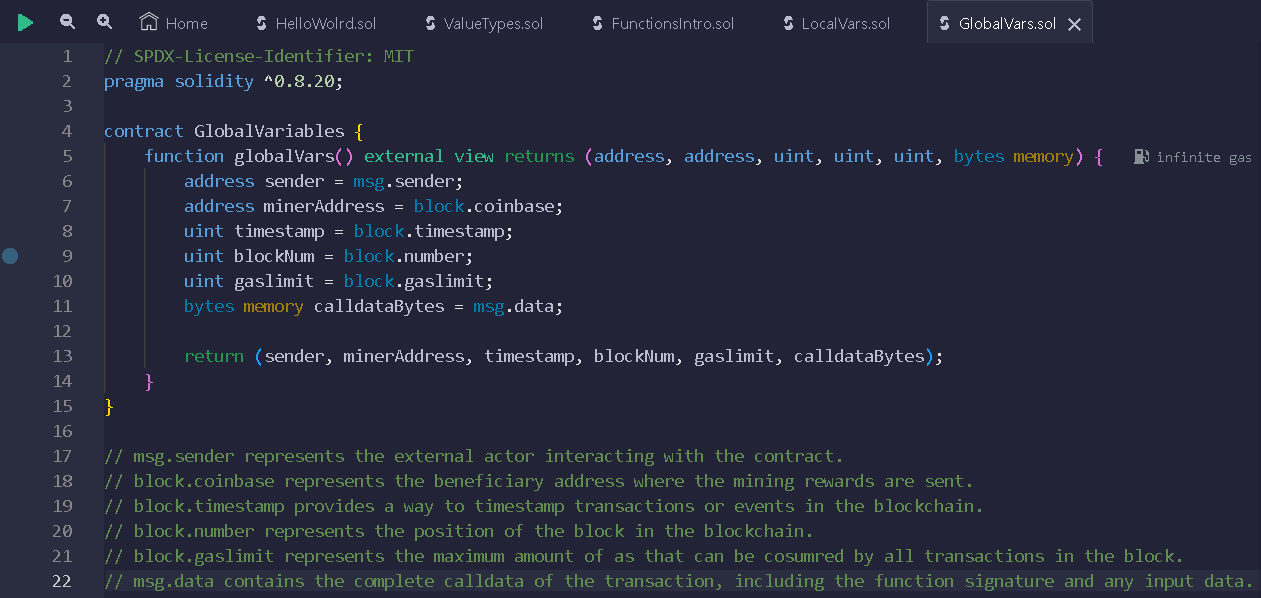 Home HelloWolrd.sol ValueTypes.sol FunctionsIntro.sol LocalVars.sol GlobalVars.sol
1 // SPDX-License-Identifier: MIT
2 pragma solidity ^0.8.20;
3
4 contract GlobalVariables {
5 function globalVars() external view returns (address, address, uint, uint, uint, bytes memory) { infinite gas
6 address sender = msg.sender;
7 address minerAddress = block.coinbase;
8 uint timestamp = block.timestamp;
9 uint blockNum = block.number;
10 uint gaslimit = block.gaslimit;
11 bytes memory calldataBytes = msg.data;
12
13 return (sender, minerAddress, timestamp, blockNum, gaslimit, calldataBytes);
14 }
15 }
16
17 // msg.sender represents the external actor interacting with the contract.
18 // block.coinbase represents the beneficiary address where the mining rewards are sent.
19 // block.timestamp provides a way to timestamp transactions or events in the blockchain.
20 // block.number represents the position of the block in the blockchain.
21 // block.gaslimit represents the maximum amount of as that can be cosumred by all transactions in the block.
22 // msg.data contains the complete calldata of the transaction, including the function signature and any input data.